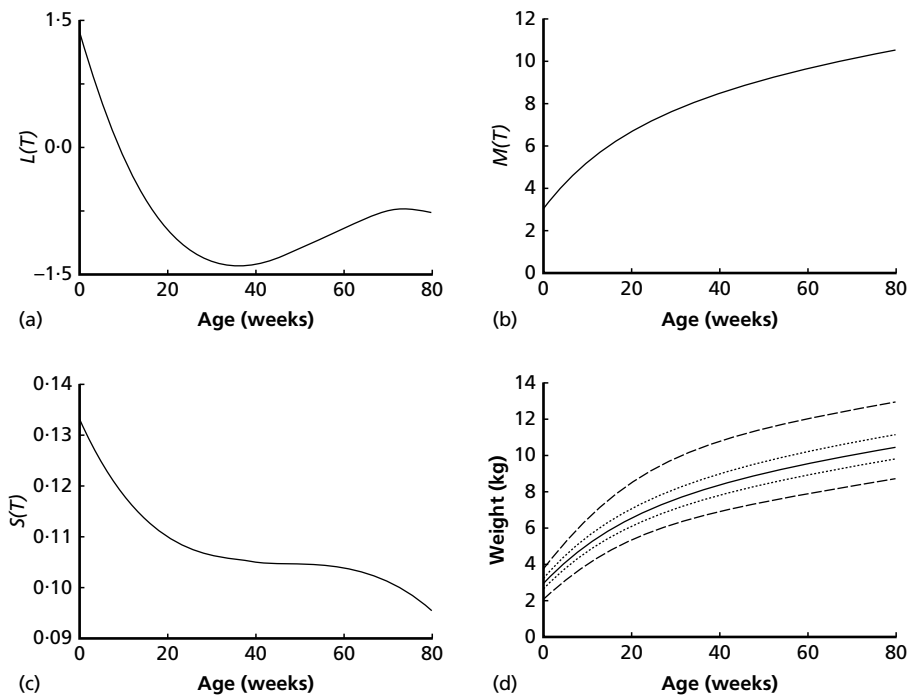 1·5
0·0
−1·5
L(T)
0 20 40 60 80
Age (weeks)
(a)
12
10
8
6
4
2
0
M(T)
0 20 40 60 80
Age (weeks)
(b)
0·14
0·13
0·12
0·11
0·10
0·09
S(T)
0 20 40 60 80
Age (weeks)
(c)
14
12
10
8
6
4
2
0
Weight (kg)
0 20 40 60 80
Age (weeks)
(d)